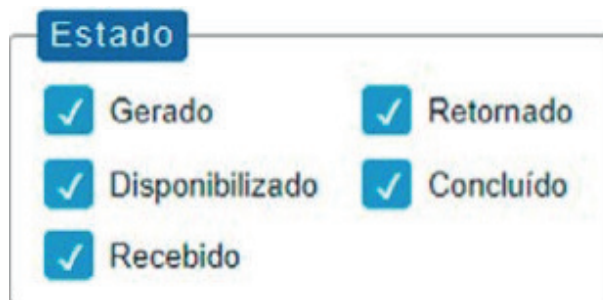 Estado
Gerado
Retornado
Disponibilizado
Concluído
Recebido